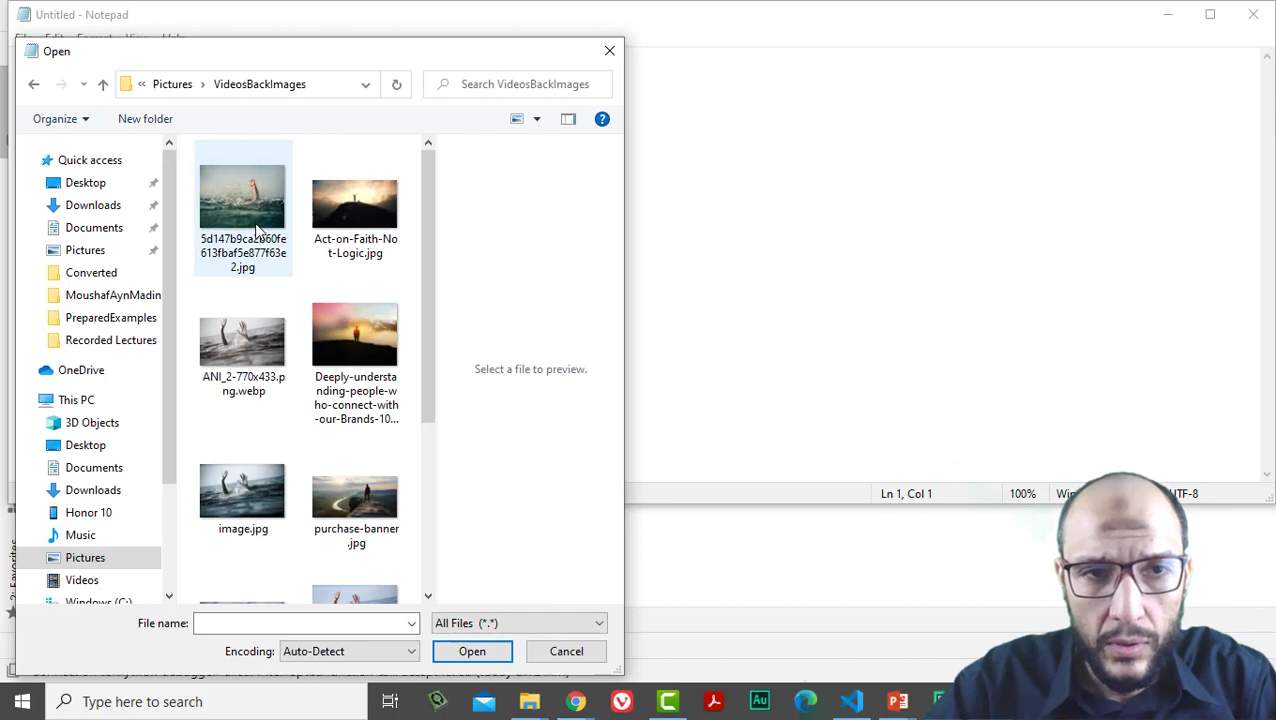 Untitled - Notepad
Open
« Pictures › VideosBackImages
Search VideosBackImages
Organize
New folder
Quick access
Desktop
Downloads
Documents
Pictures
Converted
MoushafAynMadin
PreparedExamples
Recorded Lectures
OneDrive
This PC
3D Objects
Desktop
Documents
Downloads
Honor 10
Music
Pictures
Videos
Windows (C:)
613fbaf5e877f63e
2.jpg
Act-on-Faith-No
t-Logic.jpg
ANI_2-770x433.p
ng.webp
Deeply-understa
nding-people-w
ho-connect-with
-our-Brands-10...
image.jpg
purchase-banner
.jpg
Select a file to preview.
File name:
All Files (*.*)
Encoding:
Auto-Detect
Open
Cancel
Ln 1, Col 1
100%
Type here to search